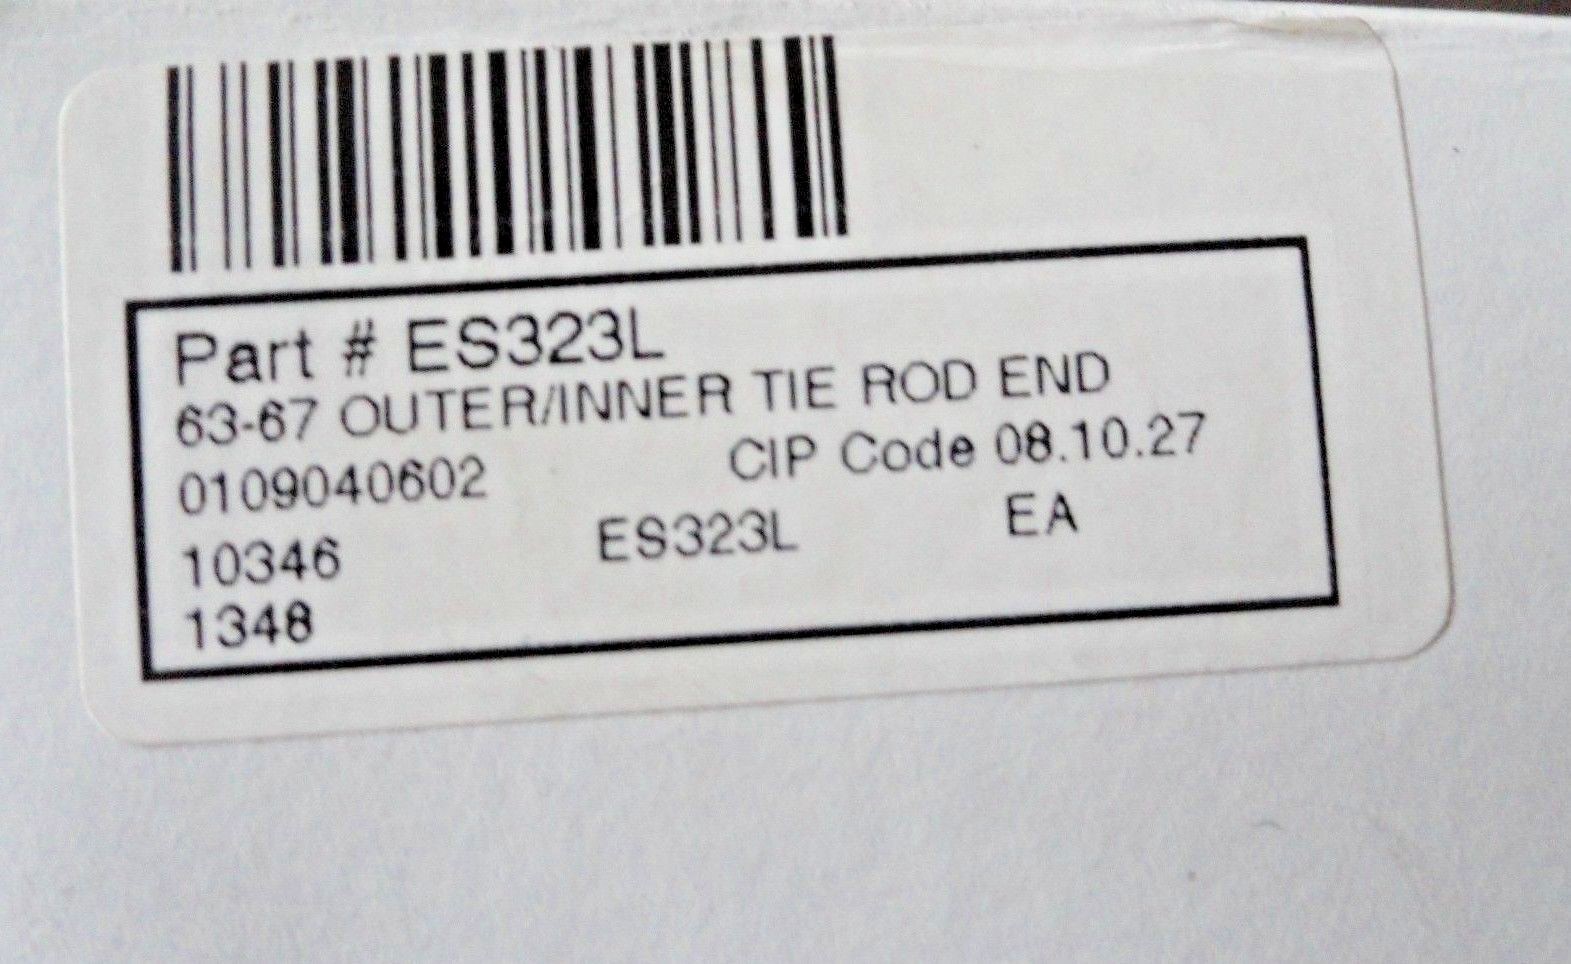 Part # ES323L
63-67 OUTER/INNER TIE ROD END
0109040602 CIP Code 08.10.27
10346 ES323L EA
1348